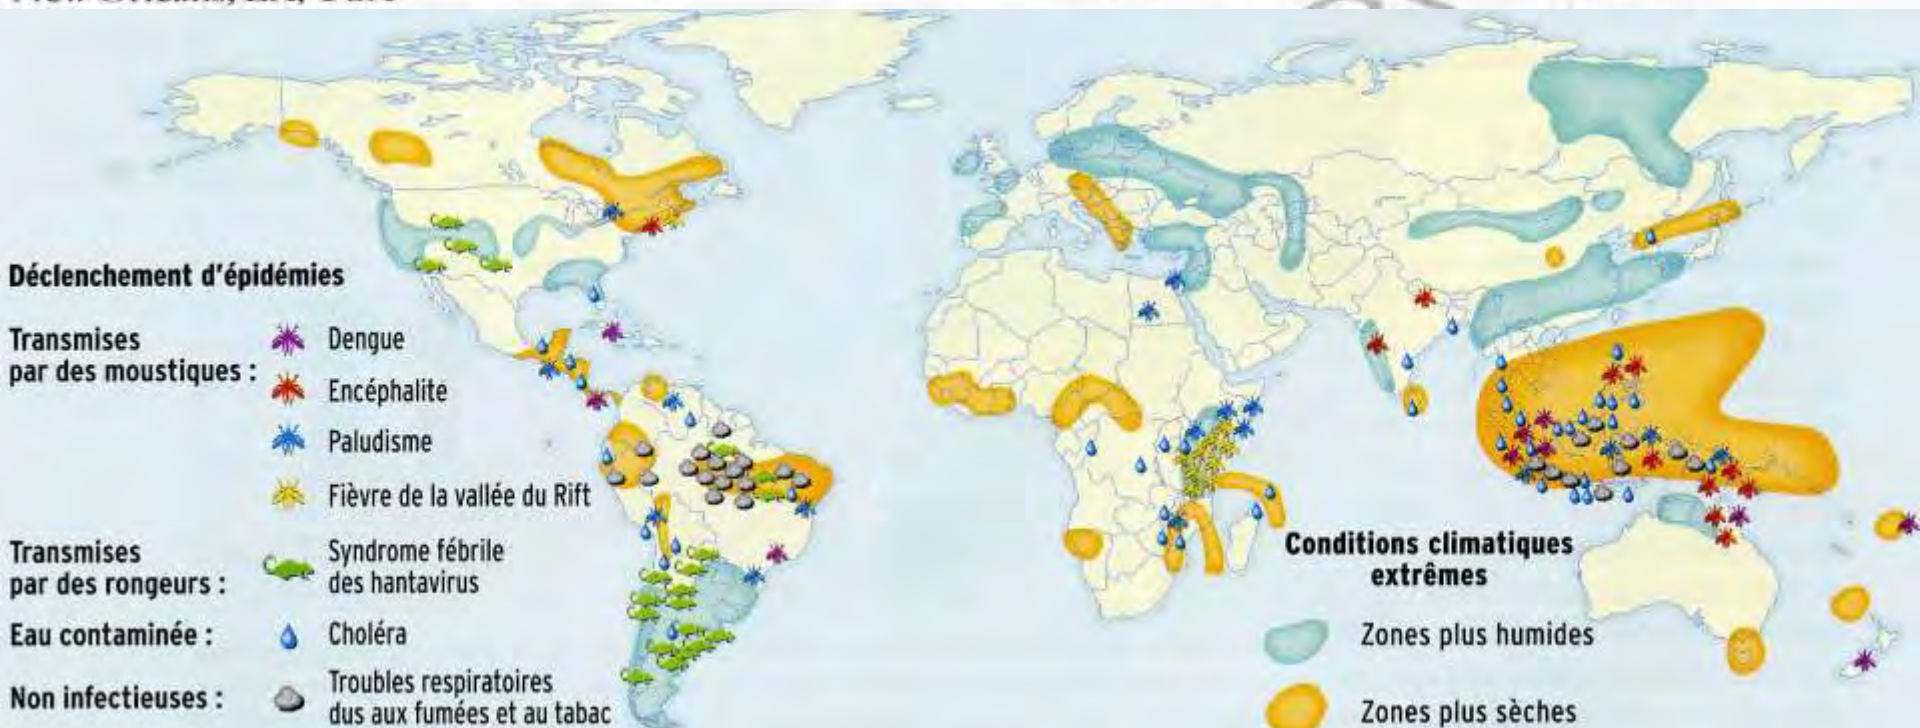 Déclenchement d'épidémies
Transmises
par des moustiques :
Dengue
Encéphalite
Paludisme
Fièvre de la vallée du Rift
Transmises
par des rongeurs :
Syndrome fébrile
des hantavirus
Eau contaminée :
Choléra
Non infectieuses :
Troubles respiratoires
dus aux fumées et au tabac
Conditions climatiques
extrêmes
Zones plus humides
Zones plus sèches